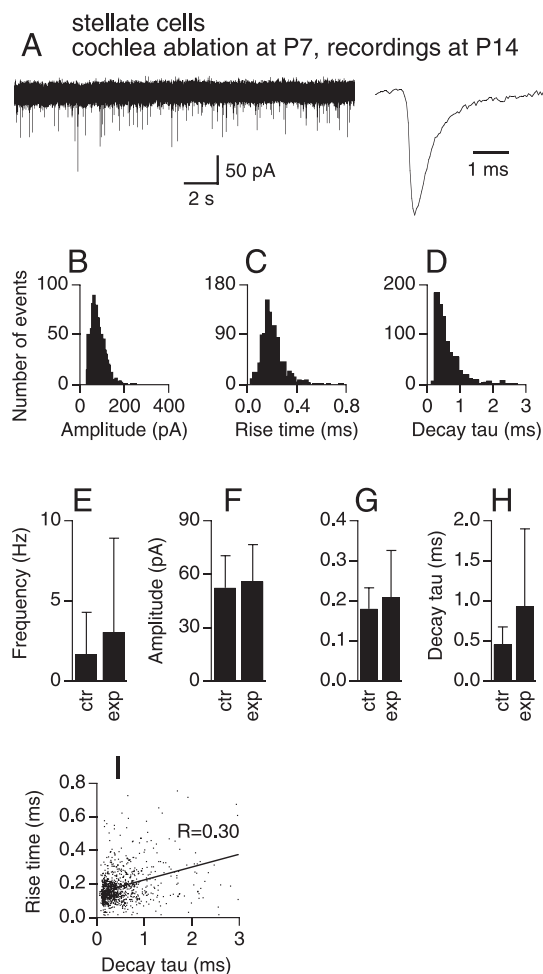 stellate cells
A cochlea ablation at P7, recordings at P14
50 pA
2 s
1 ms
B C D
Number of events
100
50
0
0 200 400
Amplitude (pA)
180
90
0
0.0 0.4 0.8
Rise time (ms)
200
100
0
0 1 2 3
Decay tau (ms)
E F G H
Frequency (Hz)
10
5
0
ctr
exp
Amplitude (pA)
90
60
30
0
ctr
exp
0.4
0.3
0.2
0.1
0.0
ctr
exp
Decay tau (ms)
2.0
1.5
1.0
0.5
0.0
ctr
exp
I
Rise time (ms)
0.8
0.6
0.4
0.2
0.0
R=0.30
0 1 2 3
Decay tau (ms)